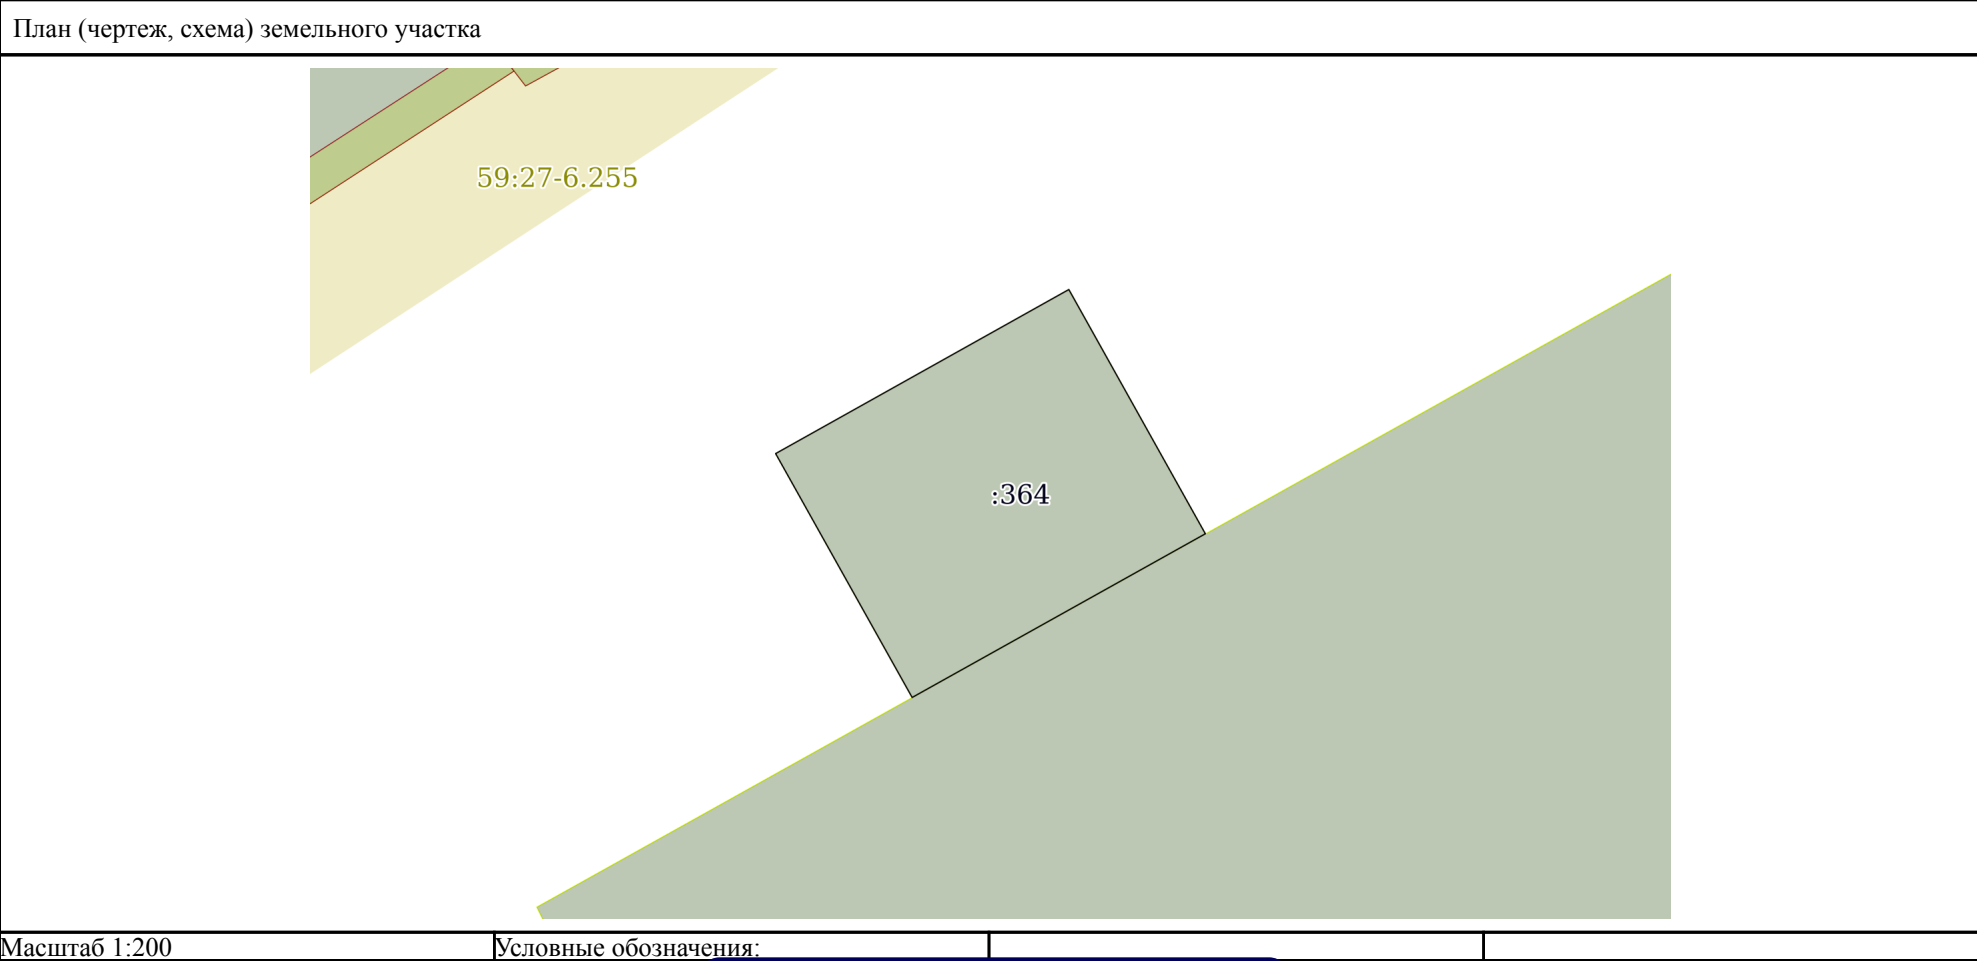 План (чертеж, схема) земельного участка
59:27-6.255
:364
Масштаб 1:200
Условные обозначения: